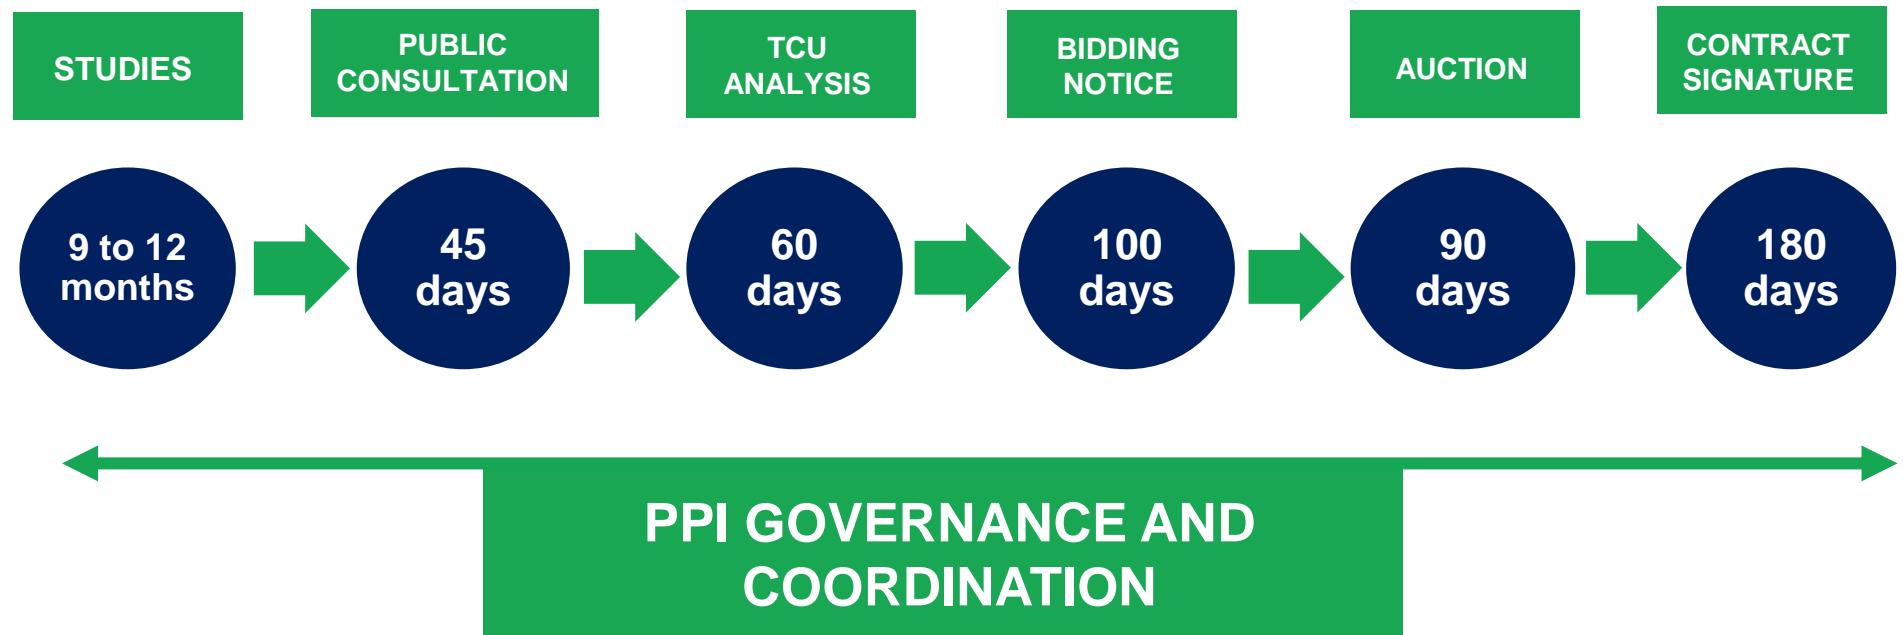 STUDIES
PUBLIC
CONSULTATION
TCU
ANALYSIS
BIDDING
NOTICE
AUCTION
CONTRACT
SIGNATURE
9 to 12
months
45
days
60
days
100
days
90
days
180
days
PPI GOVERNANCE AND
COORDINATION